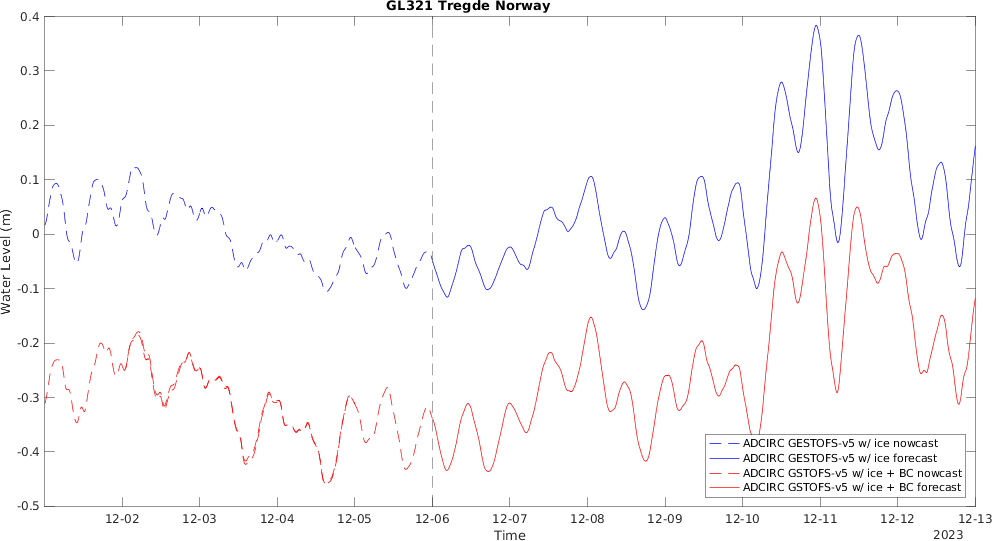 GL321 Tregde Norway
0.4
0.3
0.2
0.1
0
-0.1
-0.2
-0.3
-0.4
-0.5
Water Level (m)
ADCIRC GESTOFS-v5 w/ ice nowcast
ADCIRC GESTOFS-v5 w/ ice forecast
ADCIRC GSTOFS-v5 w/ ice + BC nowcast
ADCIRC GSTOFS-v5 w/ ice + BC forecast
12-02 12-03 12-04 12-05 12-06 12-07 12-08 12-09 12-10 12-11 12-12 12-13
Time
2023